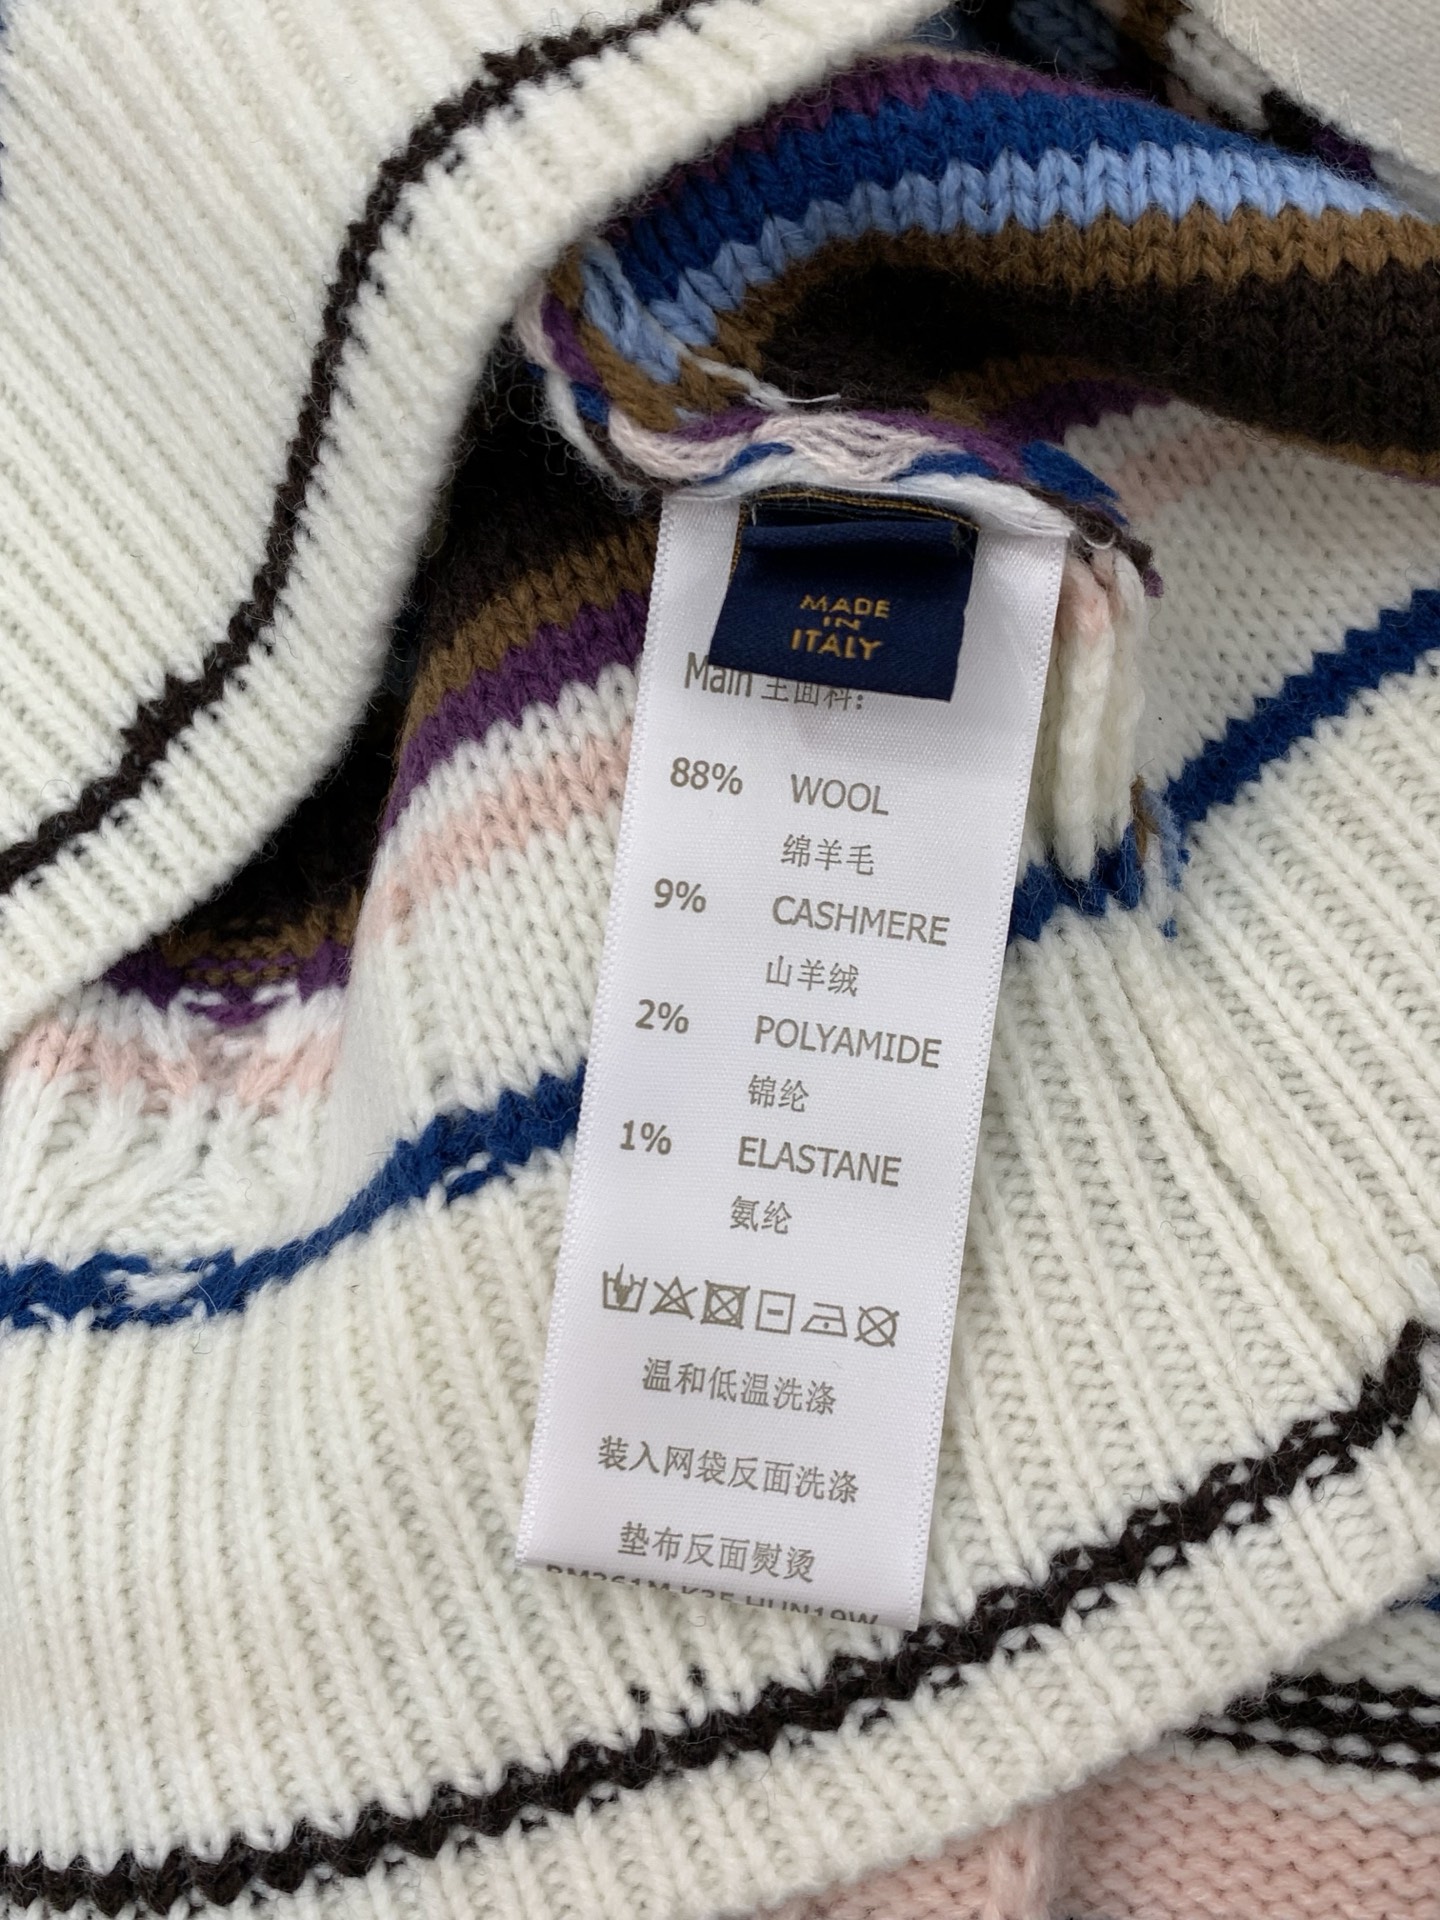 MADE
IN
ITALY
Main 主面料:
88% WOOL
绵羊毛
9% CASHMERE
山羊绒
2% POLYAMIDE
锦纶
1% ELASTANE
氨纶
温和低温洗涤
装入网袋反面洗涤
垫布反面熨烫